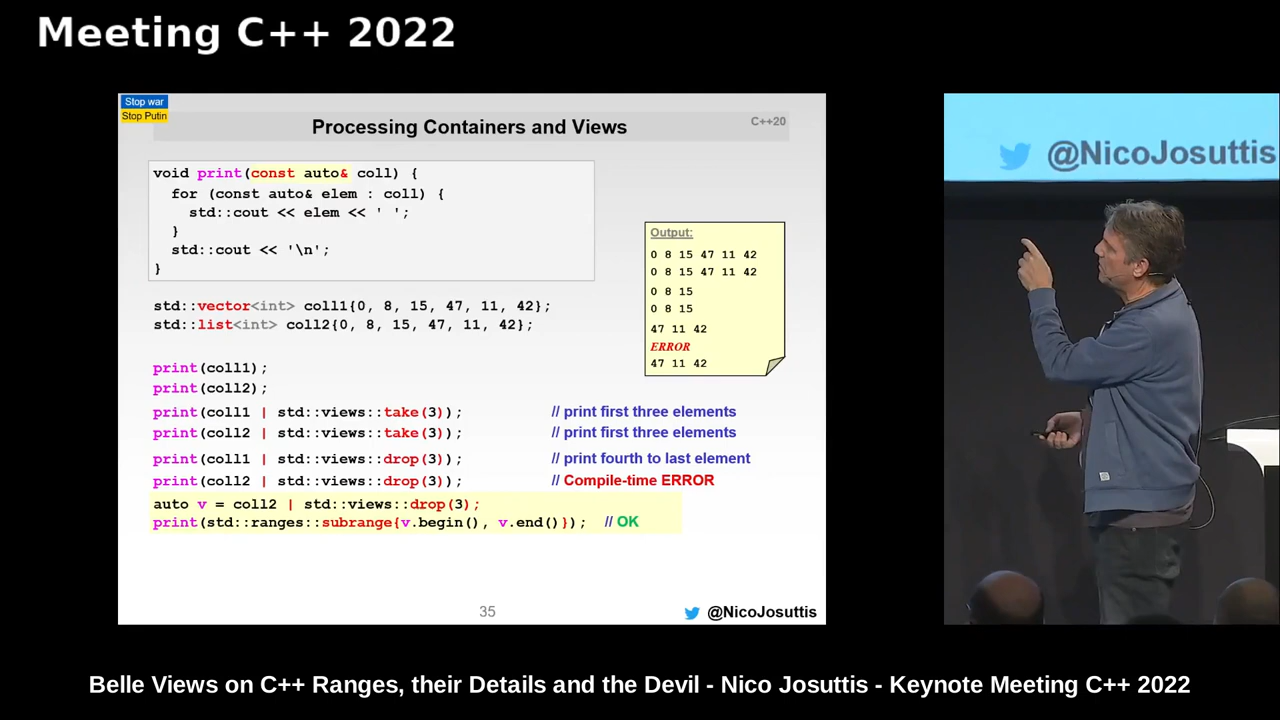 Meeting C++ 2022
Stop war
Stop Putin
Processing Containers and Views
C++20
void print(const auto& coll) {
for (const auto& elem : coll) {
std::cout << elem << ' ';
}
std::cout << '\n';
}
std::vector<int> coll1{0, 8, 15, 47, 11, 42};
std::list<int> coll2{0, 8, 15, 47, 11, 42};
Output:
0 8 15 47 11 42
0 8 15 47 11 42
0 8 15
0 8 15
47 11 42
ERROR
47 11 42
print(coll1);
print(coll2);
print(coll1 | std::views::take(3)); // print first three elements
print(coll2 | std::views::take(3)); // print first three elements
print(coll1 | std::views::drop(3)); // print fourth to last element
print(coll2 | std::views::drop(3)); // Compile-time ERROR
auto v = coll2 | std::views::drop(3);
print(std::ranges::subrange{v.begin(), v.end()}); // OK
35
@NicoJosuttis
@NicoJosuttis
Belle Views on C++ Ranges, their Details and the Devil - Nico Josuttis - Keynote Meeting C++ 2022